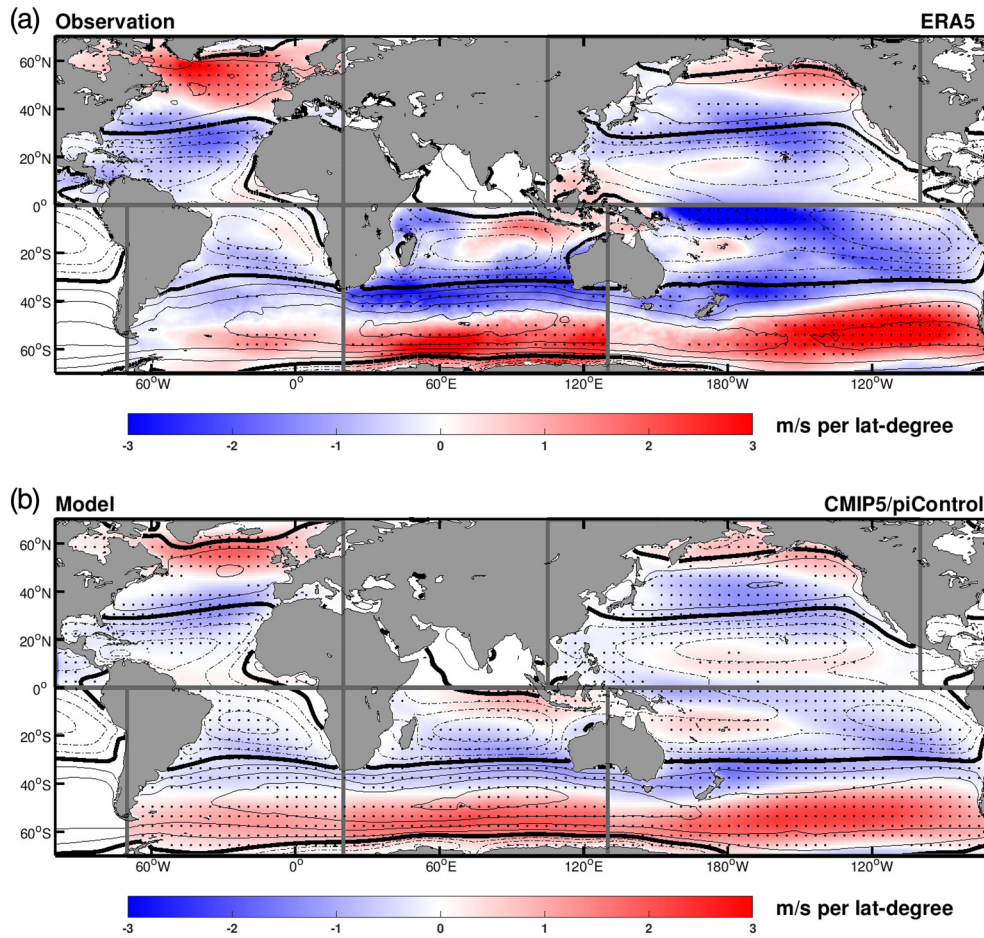 (a) Observation ERA5
60°N
40°N
20°N
0°
20°S
40°S
60°S
60°W 0° 60°E 120°E 180°W 120°W
-3 -2 -1 0 1 2 3 m/s per lat-degree
(b) Model CMIP5/piControl
60°N
40°N
20°N
0°
20°S
40°S
60°S
60°W 0° 60°E 120°E 180°W 120°W
-3 -2 -1 0 1 2 3 m/s per lat-degree